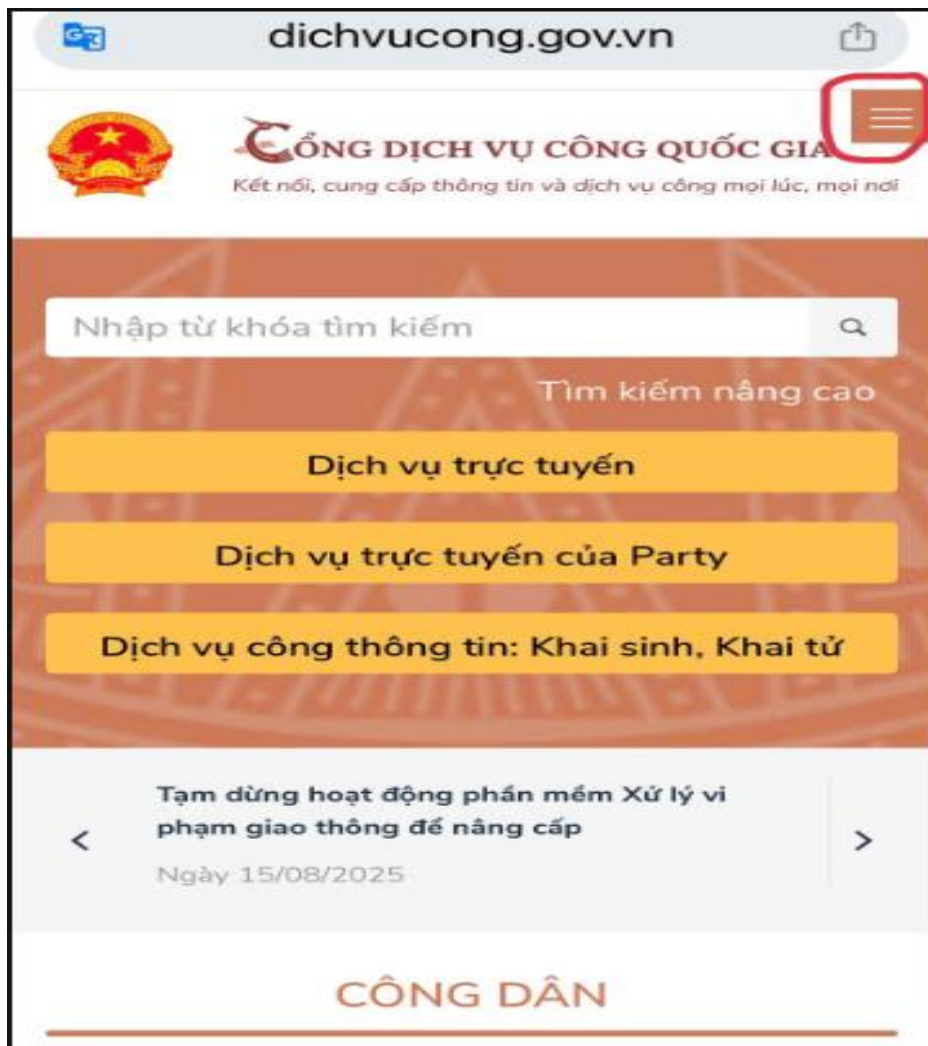 dichvucong.gov.vn
CỔNG DỊCH VỤ CÔNG QUỐC GIA
Kết nối, cung cấp thông tin và dịch vụ công mọi lúc, mọi nơi
Nhập từ khóa tìm kiếm
Tìm kiếm nâng cao
Dịch vụ trực tuyến
Dịch vụ trực tuyến của Party
Dịch vụ công thông tin: Khai sinh, Khai tử
Tạm dừng hoạt động phần mềm Xử lý vi
phạm giao thông để nâng cấp
Ngày 15/08/2025
CÔNG DÂN